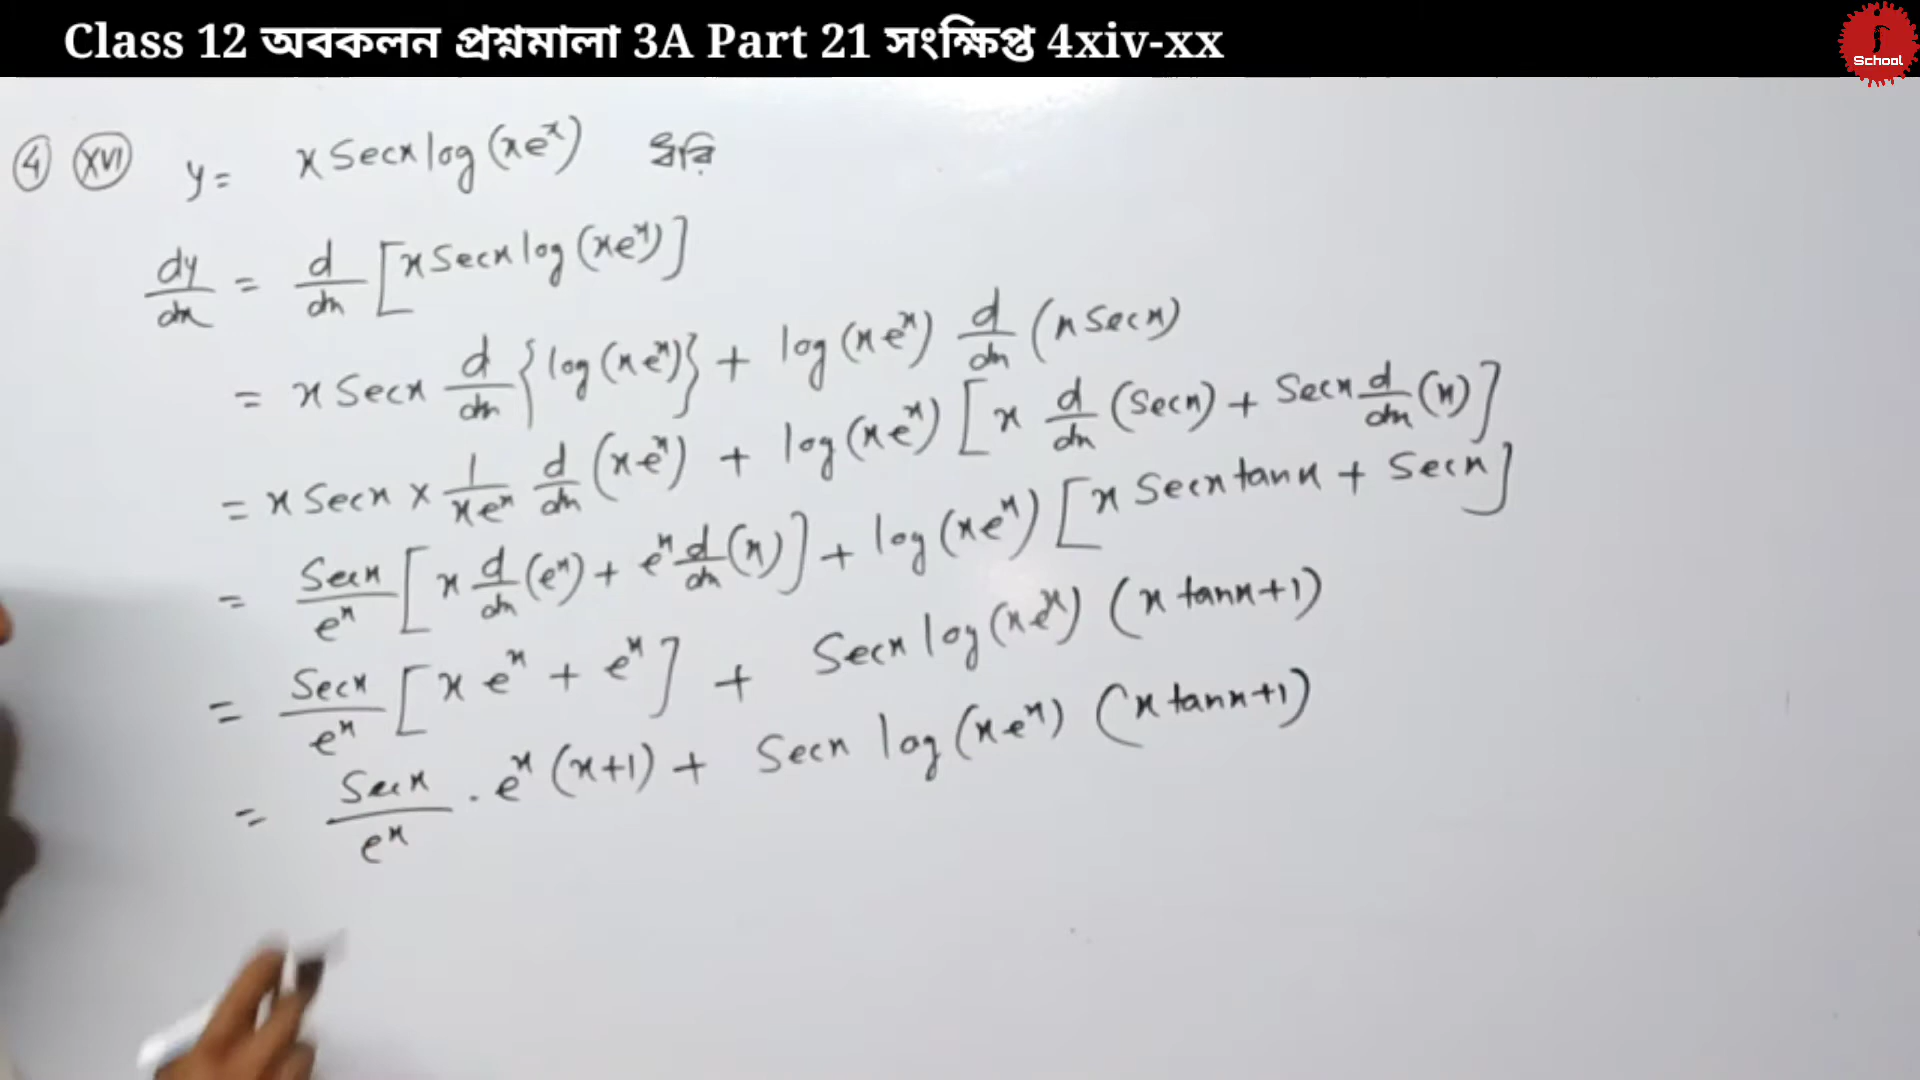 Class 12 অবকলন প্রশ্নমালা 3A Part 21 সংক্ষিপ্ত 4xiv-xx
School
④ (XVI) y = x Secx log (xe^x) ধরি
dy/dx = d/dx [x Secx log (xe^x)]
= x Secx d/dx {log (x e^x)} + log (x e^x) d/dx (x Secx)
= x Secx × 1/xe^x d/dx (xe^x) + log (xe^x) [x d/dx (Secx) + Secx d/dx (x)]
= Secx/e^x [x d/dx (e^x) + e^x d/dx (x)] + log (xe^x) [x Secx tanx + Secx]
= Secx/e^x [x e^x + e^x] + Secx log (xe^x) (x tanx+1)
= Secx/e^x . e^x (x+1) + Secx log (xe^x) (x tanx+1)